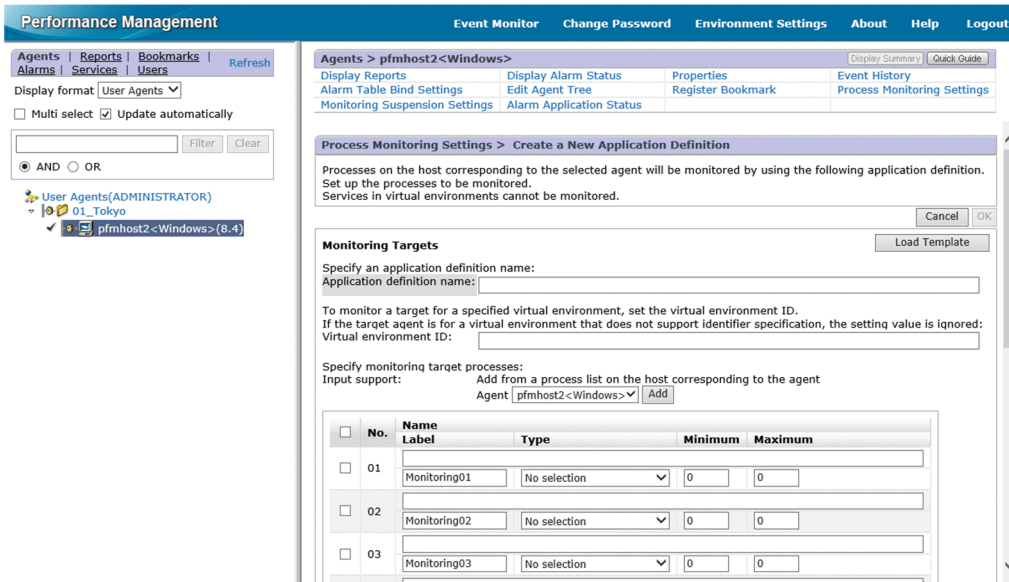 Performance Management
Event Monitor Change Password Environment Settings About Help Logout
Agents | Reports | Bookmarks |
Alarms | Services | Users
Refresh
Display format User Agents
Multi select Update automatically
Filter Clear
AND OR
User Agents(ADMINISTRATOR)
01_Tokyo
pfmhost2<Windows>(8.4)
Agents > pfmhost2<Windows>
Display Summary Quick Guide
Display Reports Display Alarm Status Properties Event History
Alarm Table Bind Settings Edit Agent Tree Register Bookmark Process Monitoring Settings
Monitoring Suspension Settings Alarm Application Status
Process Monitoring Settings > Create a New Application Definition
Processes on the host corresponding to the selected agent will be monitored by using the following application definition.
Set up the processes to be monitored.
Services in virtual environments cannot be monitored.
Cancel OK
Monitoring Targets
Load Template
Specify an application definition name:
Application definition name:
To monitor a target for a specified virtual environment, set the virtual environment ID.
If the target agent is for a virtual environment that does not support identifier specification, the setting value is ignored:
Virtual environment ID:
Specify monitoring target processes:
Input support: Add from a process list on the host corresponding to the agent
Agent pfmhost2<Windows> Add
No. Name
Label Type Minimum Maximum
01
Monitoring01 No selection 0 0
02
Monitoring02 No selection 0 0
03
Monitoring03 No selection 0 0